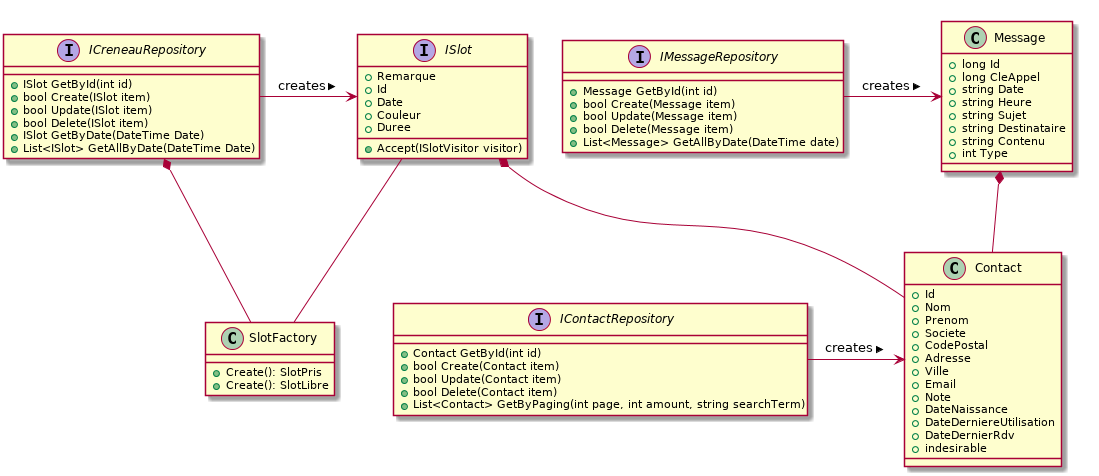 I ICreneauRepository
ISlot GetById(int id)
bool Create(ISlot item)
bool Update(ISlot item)
bool Delete(ISlot item)
ISlot GetByDate(DateTime Date)
List<ISlot> GetAllByDate(DateTime Date)
creates
I ISlot
Remarque
Id
Date
Couleur
Duree
Accept(ISlotVisitor visitor)
I IMessageRepository
Message GetById(int id)
bool Create(Message item)
bool Update(Message item)
bool Delete(Message item)
List<Message> GetAllByDate(DateTime date)
creates
C Message
long Id
long CleAppel
string Date
string Heure
string Sujet
string Destinataire
string Contenu
int Type
C SlotFactory
Create(): SlotPris
Create(): SlotLibre
I IContactRepository
Contact GetById(int id)
bool Create(Contact item)
bool Update(Contact item)
bool Delete(Contact item)
List<Contact> GetByPaging(int page, int amount, string searchTerm)
creates
C Contact
Id
Nom
Prenom
Societe
CodePostal
Adresse
Ville
Email
Note
DateNaissance
DateDerniereUtilisation
DateDernierRdv
indesirable